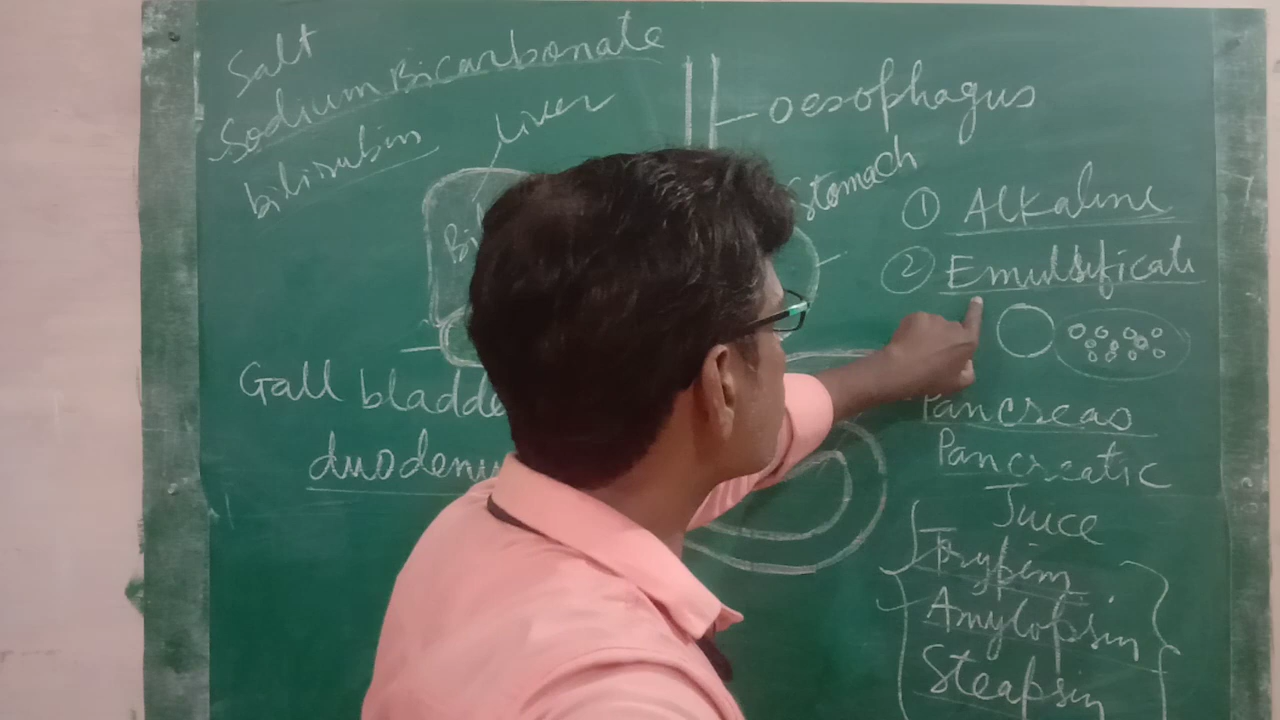 Salt
Sodium Bicarbonate
bilirubin
liver
oesophagus
Stomach
① Alkaline
② Emulsificati
Bi
Gall bladde
duodenu
Pancreas
Pancreatic
Juice
Trypsin
Amylopsin
Steapsin